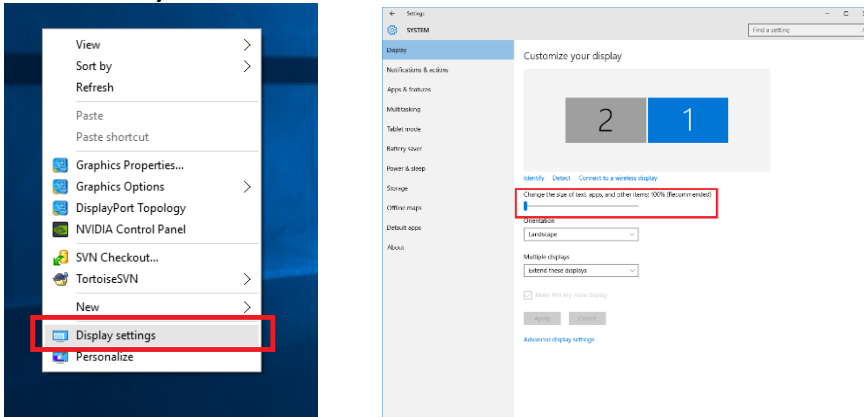 View
Sort by
Refresh
Paste
Paste shortcut
Graphics Properties...
Graphics Options
DisplayPort Topology
NVIDIA Control Panel
SVN Checkout...
TortoiseSVN
New
Display settings
Personalize
Settings
SYSTEM
Find a setting
Display
Notifications & actions
Apps & features
Multitasking
Tablet mode
Battery saver
Power & sleep
Storage
Offline maps
Default apps
About
Customize your display
2 1
Identify Detect Connect to a wireless display
Change the size of text, apps, and other items: 100% (Recommended)
Orientation
Landscape
Multiple displays
Extend these displays
Make this my main display
Apply Cancel
Advanced display settings